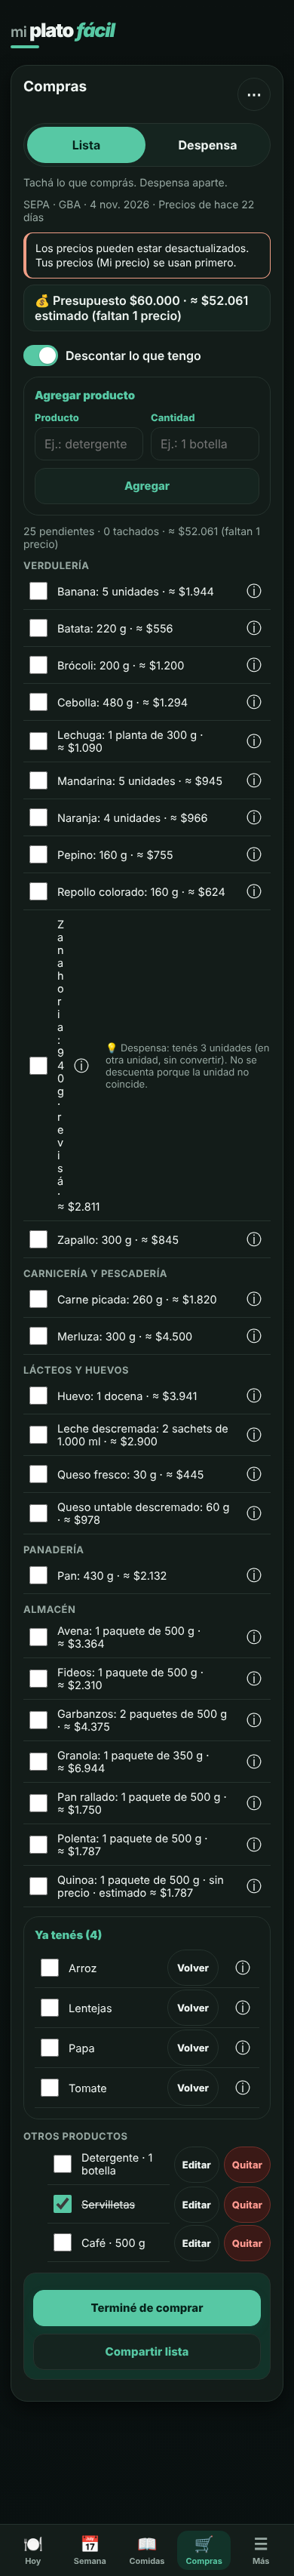 mi plato fácil
Compras
⋯
Lista
Despensa
Tachá lo que comprás. Despensa aparte.
SEPA · GBA · 4 nov. 2026 · Precios de hace 22
días
Los precios pueden estar desactualizados.
Tus precios (Mi precio) se usan primero.
💰 Presupuesto $60.000 · ≈ $52.061
estimado (faltan 1 precio)
Descontar lo que tengo
Agregar producto
Producto
Cantidad
Ej.: detergente
Ej.: 1 botella
Agregar
25 pendientes · 0 tachados · ≈ $52.061 (faltan 1
precio)
VERDULERÍA
Banana: 5 unidades · ≈ $1.944 ⓘ
Batata: 220 g · ≈ $556 ⓘ
Brócoli: 200 g · ≈ $1.200 ⓘ
Cebolla: 480 g · ≈ $1.294 ⓘ
Lechuga: 1 planta de 300 g ·
≈ $1.090 ⓘ
Mandarina: 5 unidades · ≈ $945 ⓘ
Naranja: 4 unidades · ≈ $966 ⓘ
Pepino: 160 g · ≈ $755 ⓘ
Repollo colorado: 160 g · ≈ $624 ⓘ
Z
a
n
a
h
o
r
i
a
:
9
4
0
g
·
r
e
v
i
s
á
·
≈ $2.811
ⓘ
💡 Despensa: tenés 3 unidades (en
otra unidad, sin convertir). No se
descuenta porque la unidad no
coincide.
Zapallo: 300 g · ≈ $845 ⓘ
CARNICERÍA Y PESCADERÍA
Carne picada: 260 g · ≈ $1.820 ⓘ
Merluza: 300 g · ≈ $4.500 ⓘ
LÁCTEOS Y HUEVOS
Huevo: 1 docena · ≈ $3.941 ⓘ
Leche descremada: 2 sachets de
1.000 ml · ≈ $2.900 ⓘ
Queso fresco: 30 g · ≈ $445 ⓘ
Queso untable descremado: 60 g
· ≈ $978 ⓘ
PANADERÍA
Pan: 430 g · ≈ $2.132 ⓘ
ALMACÉN
Avena: 1 paquete de 500 g ·
≈ $3.364 ⓘ
Fideos: 1 paquete de 500 g ·
≈ $2.310 ⓘ
Garbanzos: 2 paquetes de 500 g
· ≈ $4.375 ⓘ
Granola: 1 paquete de 350 g ·
≈ $6.944 ⓘ
Pan rallado: 1 paquete de 500 g ·
≈ $1.750 ⓘ
Polenta: 1 paquete de 500 g ·
≈ $1.787 ⓘ
Quinoa: 1 paquete de 500 g · sin
precio · estimado ≈ $1.787 ⓘ
Ya tenés (4)
Arroz Volver ⓘ
Lentejas Volver ⓘ
Papa Volver ⓘ
Tomate Volver ⓘ
OTROS PRODUCTOS
Detergente · 1
botella
Editar Quitar
Servilletas Editar Quitar
Café · 500 g Editar Quitar
Terminé de comprar
Compartir lista
Hoy
Semana
Comidas
Compras
Más